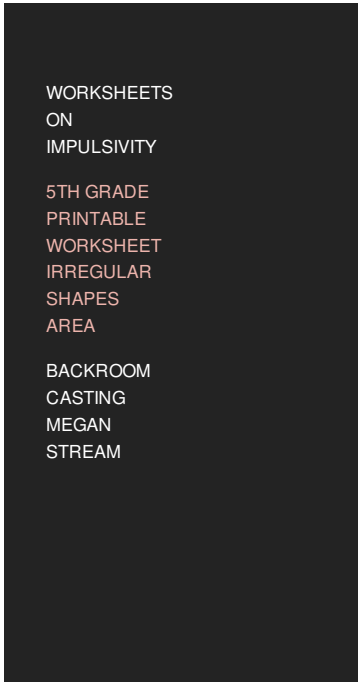 WORKSHEETS
ON
IMPULSIVITY
5TH GRADE
PRINTABLE
WORKSHEET
IRREGULAR
SHAPES
AREA
BACKROOM
CASTING
MEGAN
STREAM